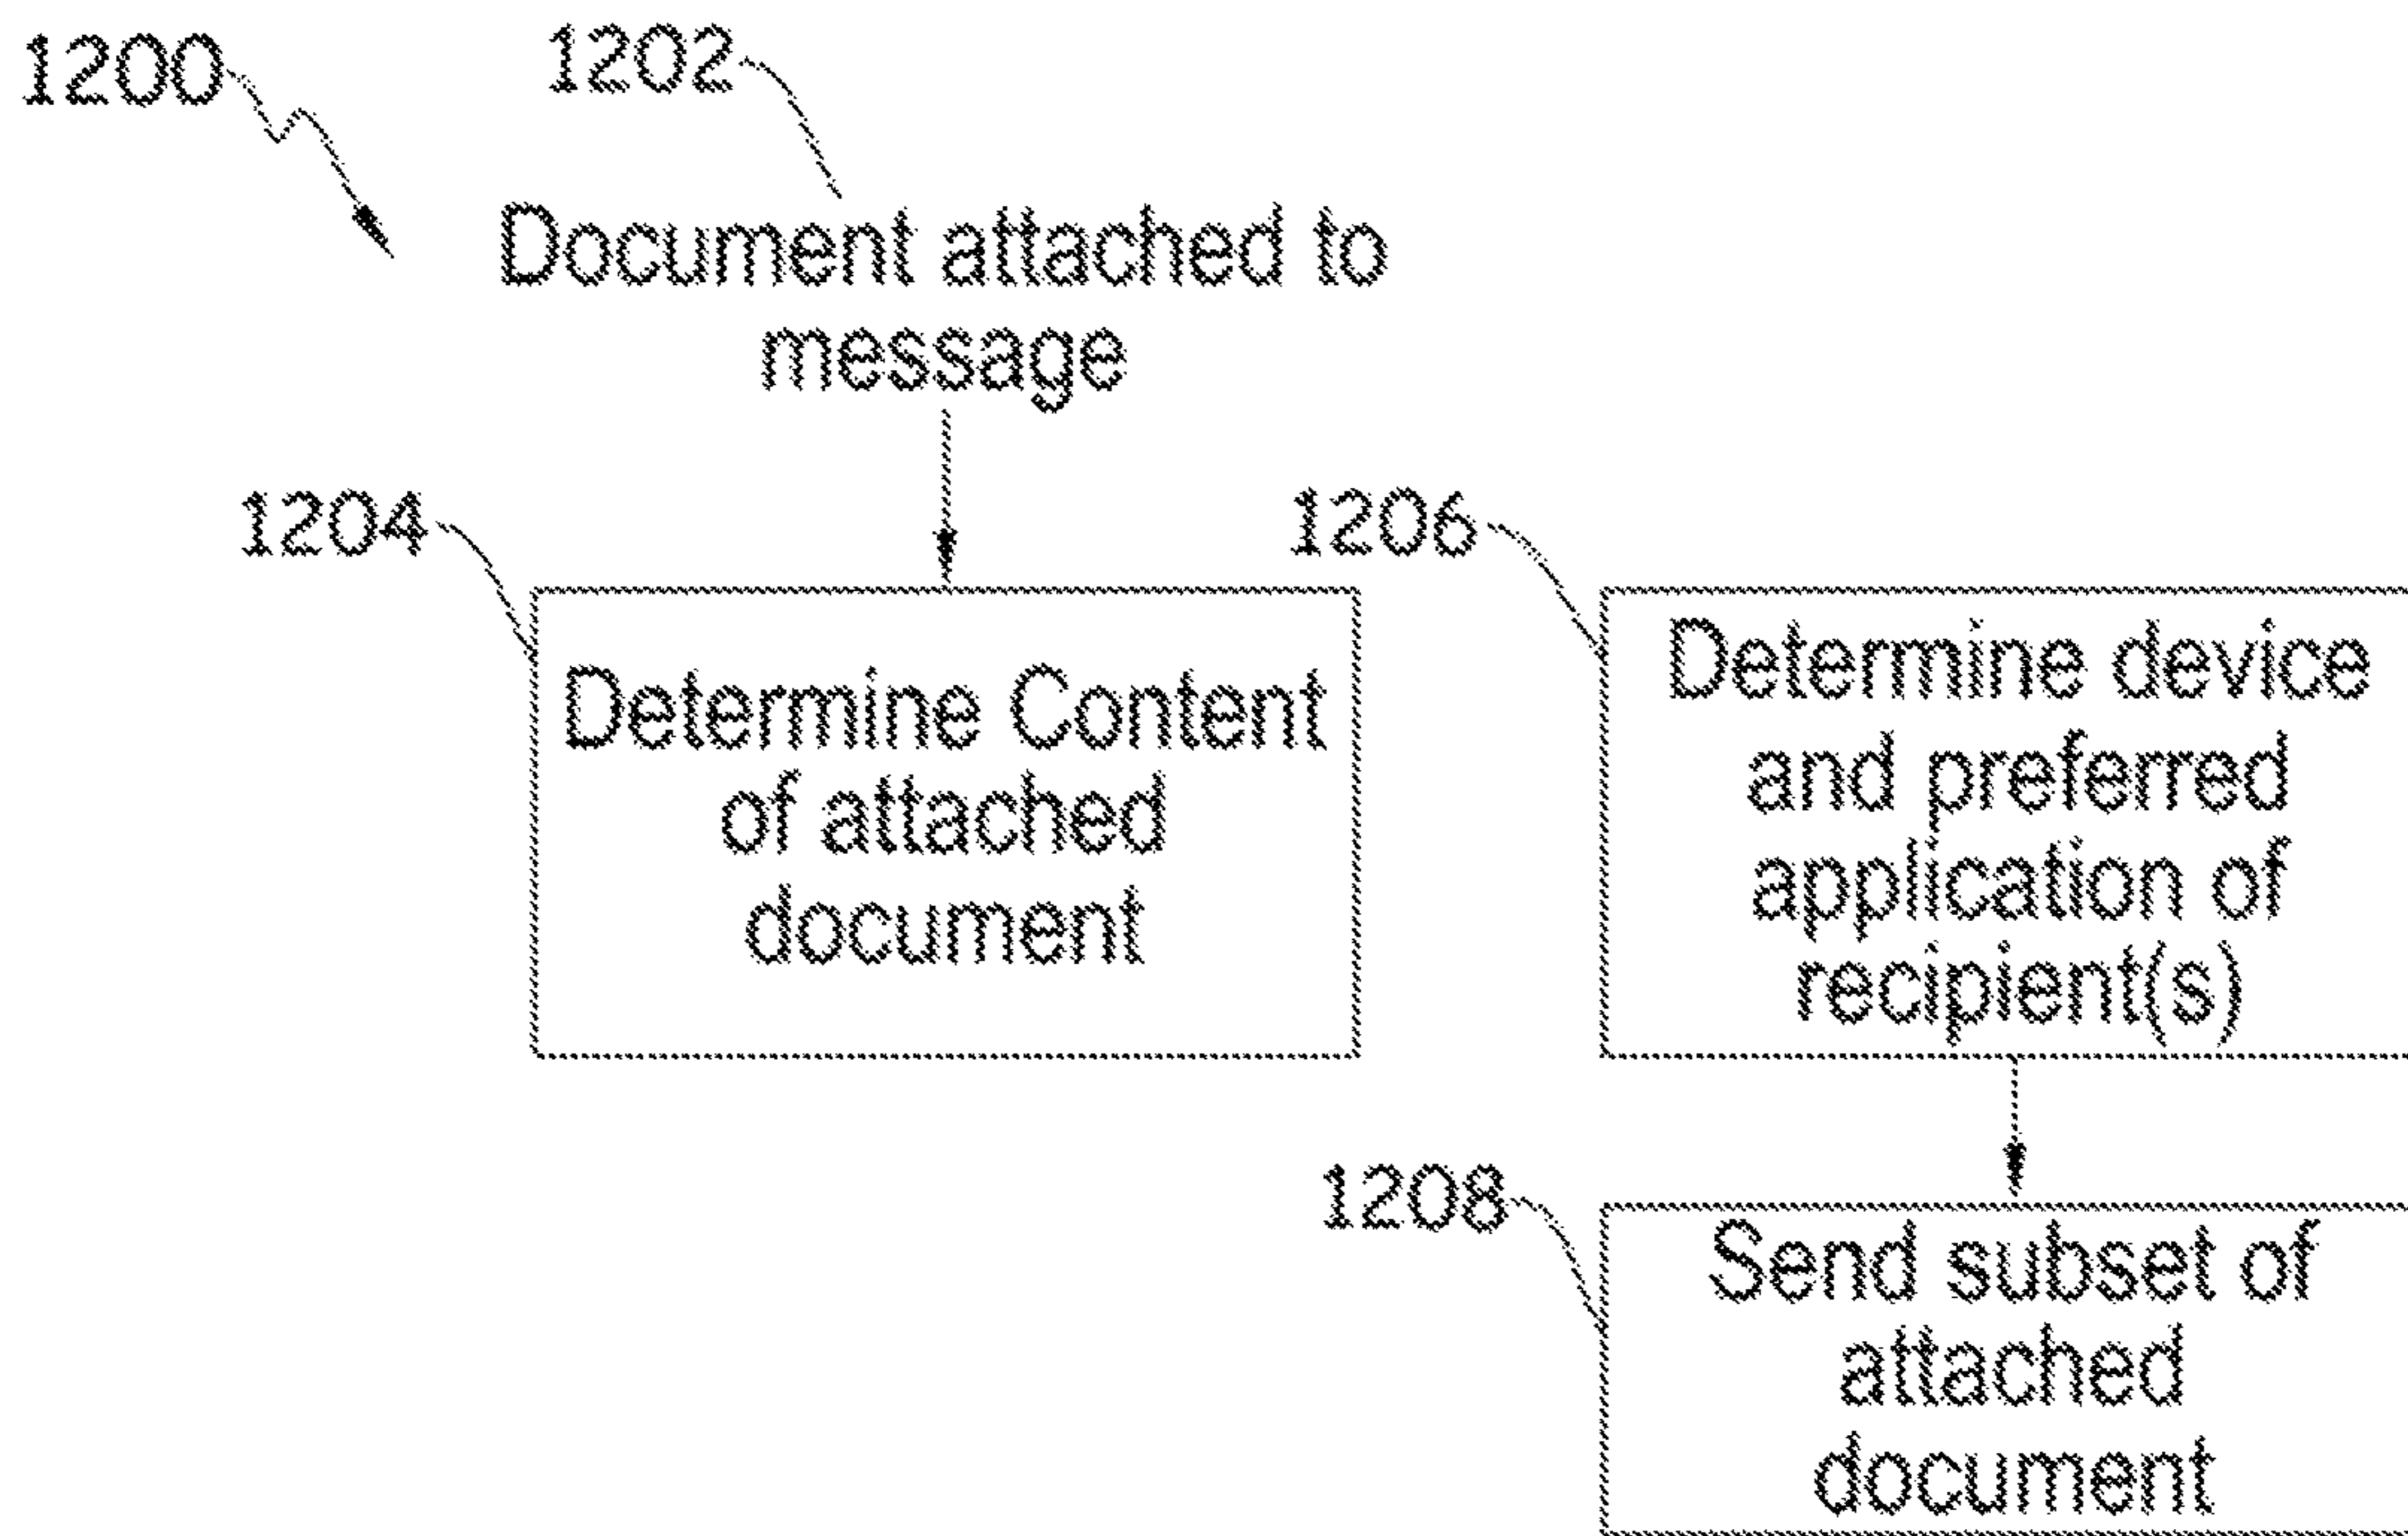 1200
1202
Document attached to
message
1204
Determine Content
of attached
document
1206
Determine device
and preferred
application of
recipient(s)
1208
Send subset of
attached
document